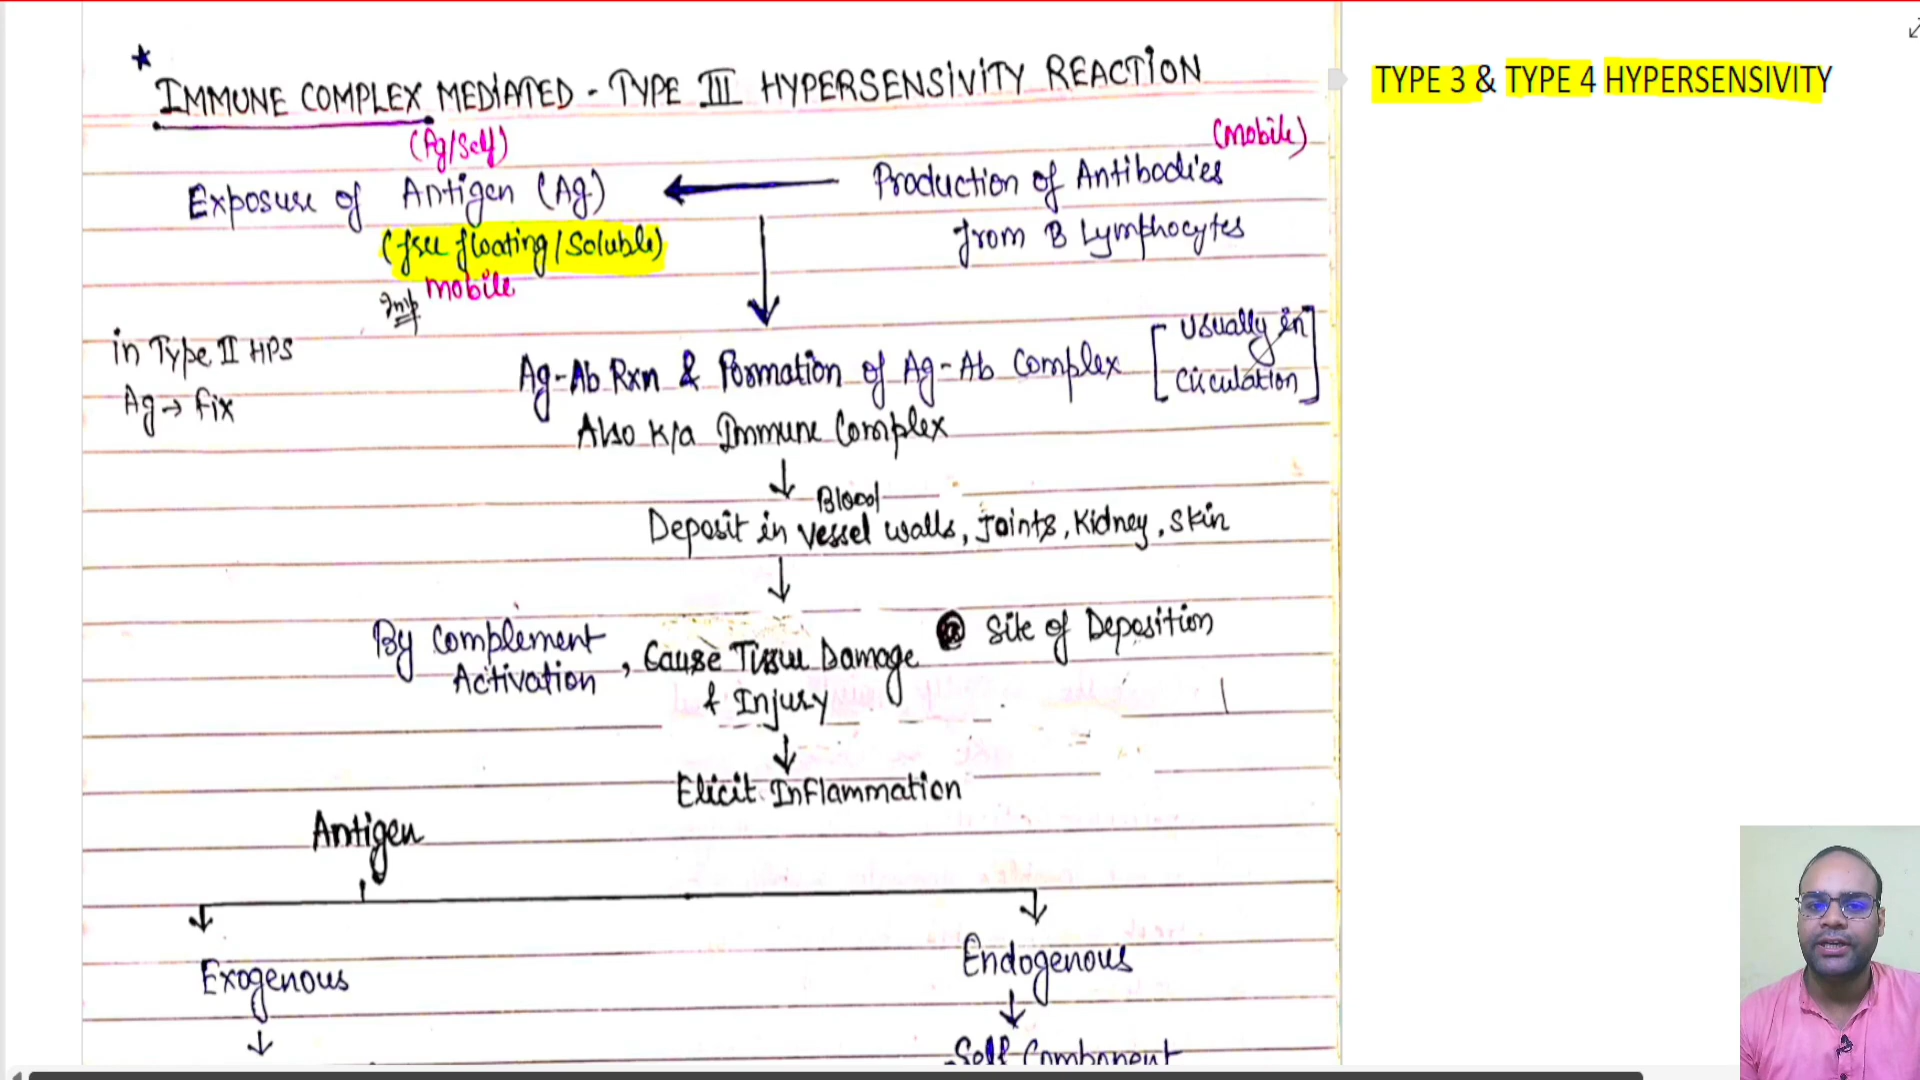 ★
IMMUNE COMPLEX MEDIATED - TYPE III HYPERSENSIVITY REACTION
TYPE 3 & TYPE 4 HYPERSENSIVITY
(Ag/Self)
(mobile)
Exposure of Antigen (Ag) ← Production of Antibodies
from B Lymphocytes
(free floating/Soluble)
mobile
Imp
in Type II HPS
Ag → fix
Ag-Ab Rxn & Formation of Ag-Ab Complex [Usually in
circulation]
Also k/a Immune Complex
↓
Blood
Deposit in vessel walls, Joints, Kidney, Skin
↓
By Complement
Activation, Cause Tissue Damage @ Site of Deposition
& Injury
↓
Elicit Inflammation
Antigen
Exogenous
↓
Endogenous
↓
Self Component